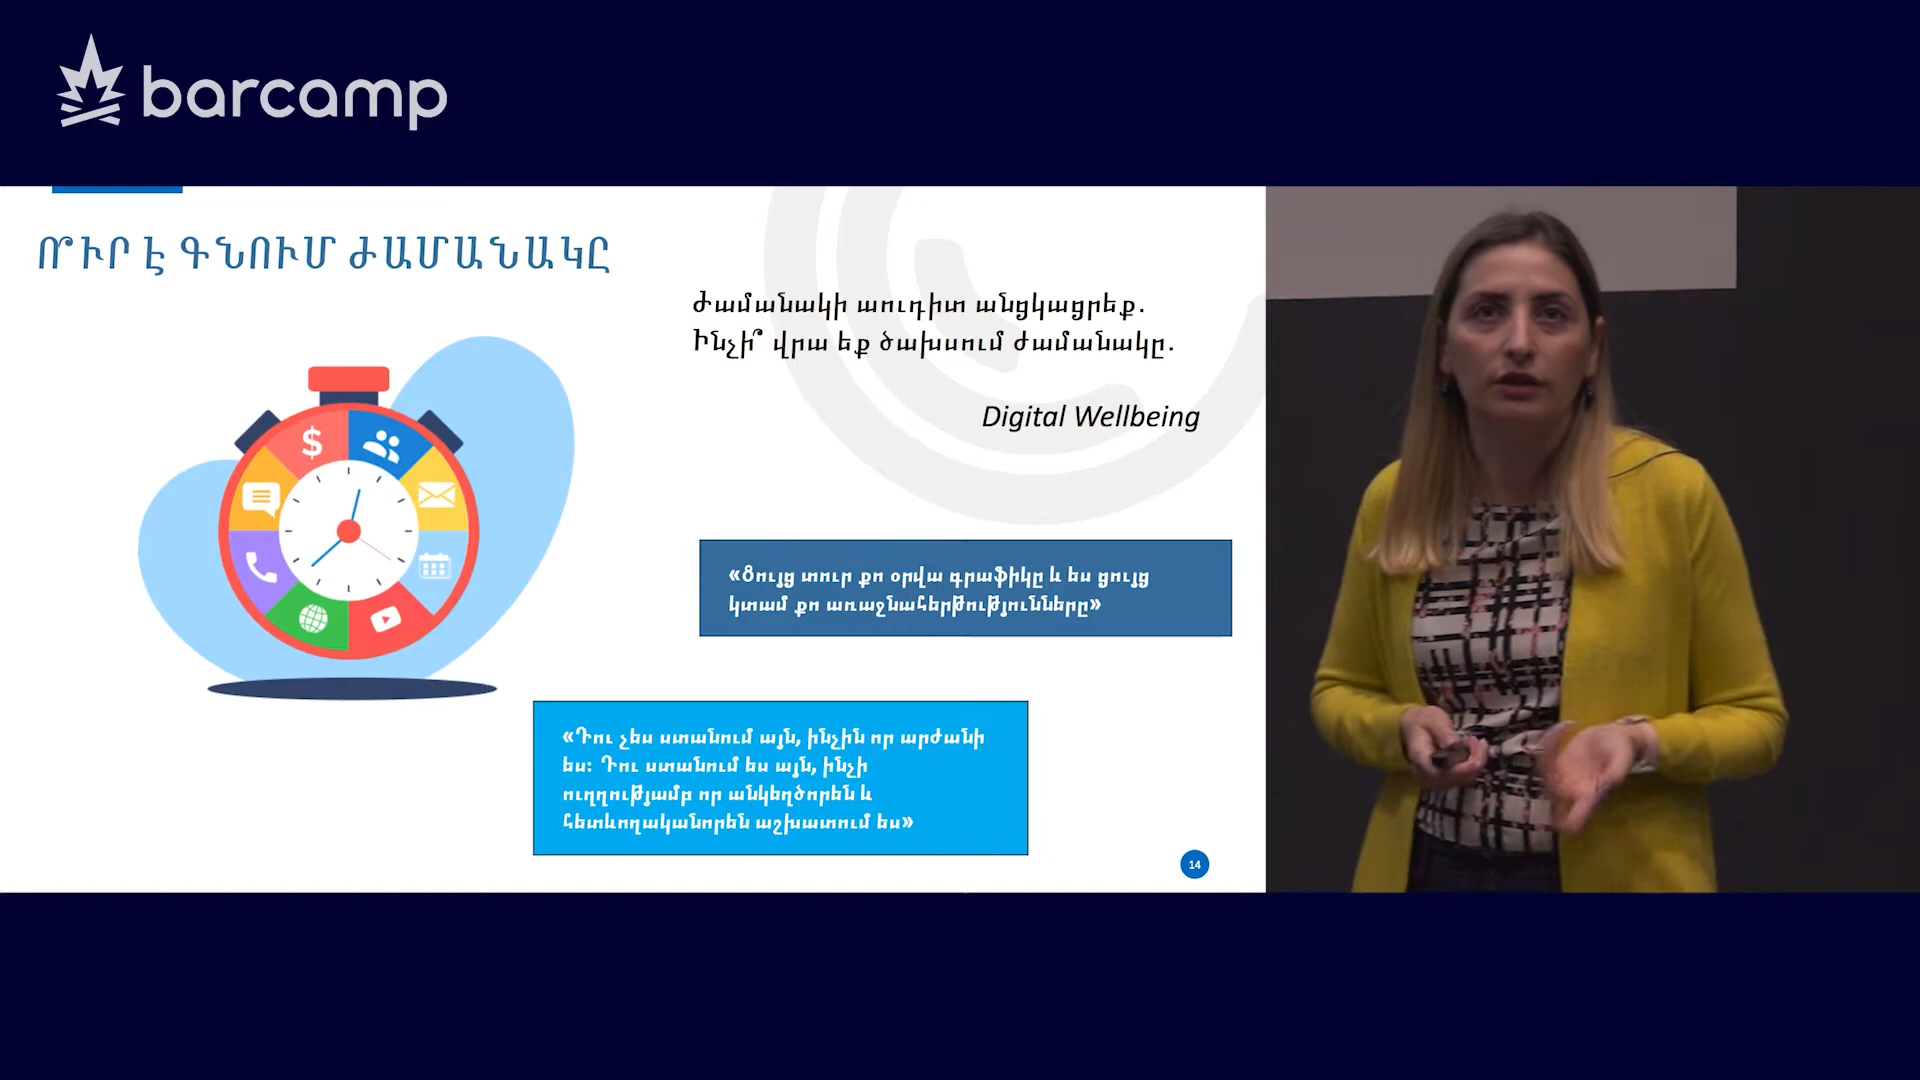 barcamp
ՈՒ՞Ր Է ԳՆՈՒՄ ԺԱՄԱՆԱԿԸ
Ժամանակի աուդիտ անցկացրեք.
Ինչի՞ վրա եք ծախսում ժամանակը.
Digital Wellbeing
«Ցույց տուր քո օրվա գրաֆիկը և ես ցույց
կտամ քո առաջնահերթությունները»
«Դու չես ստանում այն, ինչին որ արժանի
ես: Դու ստանում ես այն, ինչի
ուղղությամբ որ անկեղծորեն և
հետևողականորեն աշխատում ես»
14